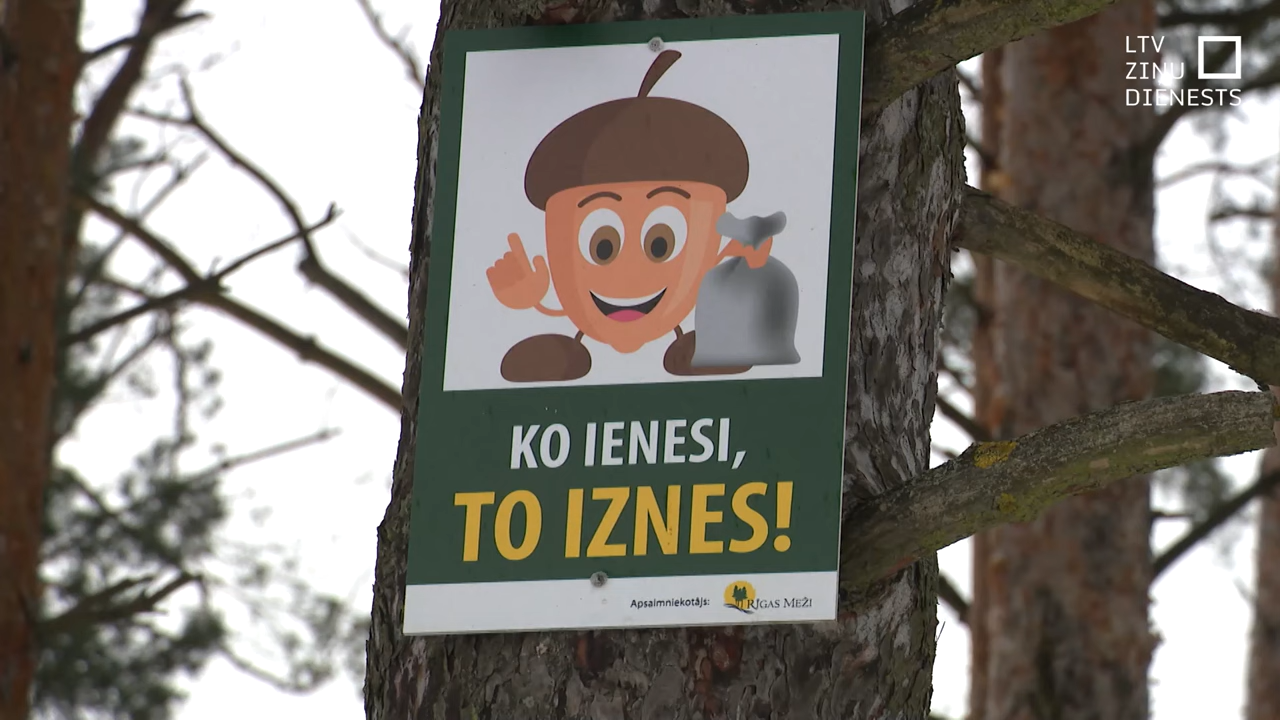 LTV
ZIŅU
DIENESTS
KO IENESI,
TO IZNES!
Apsaimniekotājs: RĪGAS MEŽI